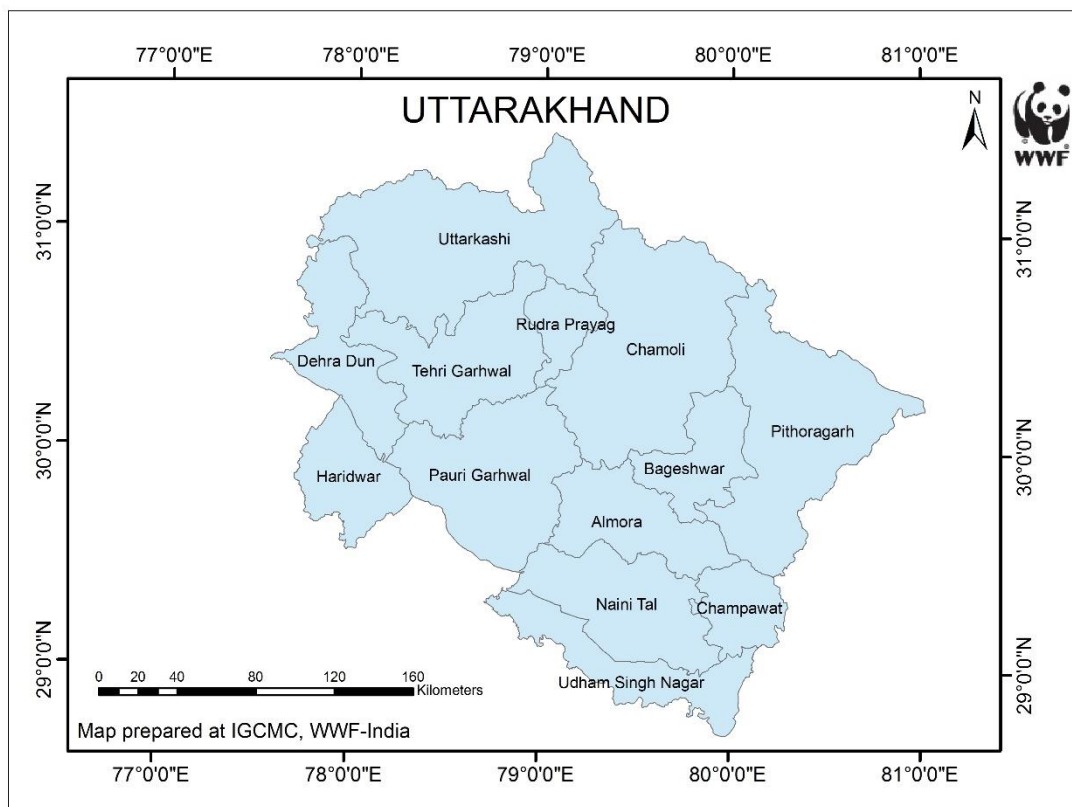 77°0'0"E 78°0'0"E 79°0'0"E 80°0'0"E 81°0'0"E
UTTARAKHAND
N
WWF
31°0'0"N
31°0'0"N
Uttarkashi
Rudra Prayag
Chamoli
Dehra Dun
Tehri Garhwal
Pithoragarh
30°0'0"N
30°0'0"N
Haridwar
Pauri Garhwal
Bageshwar
Almora
Naini Tal
Champawat
29°0'0"N
29°0'0"N
Udham Singh Nagar
0 20 40 80 120 160
Kilometers
Map prepared at IGCMC, WWF-India
77°0'0"E 78°0'0"E 79°0'0"E 80°0'0"E 81°0'0"E